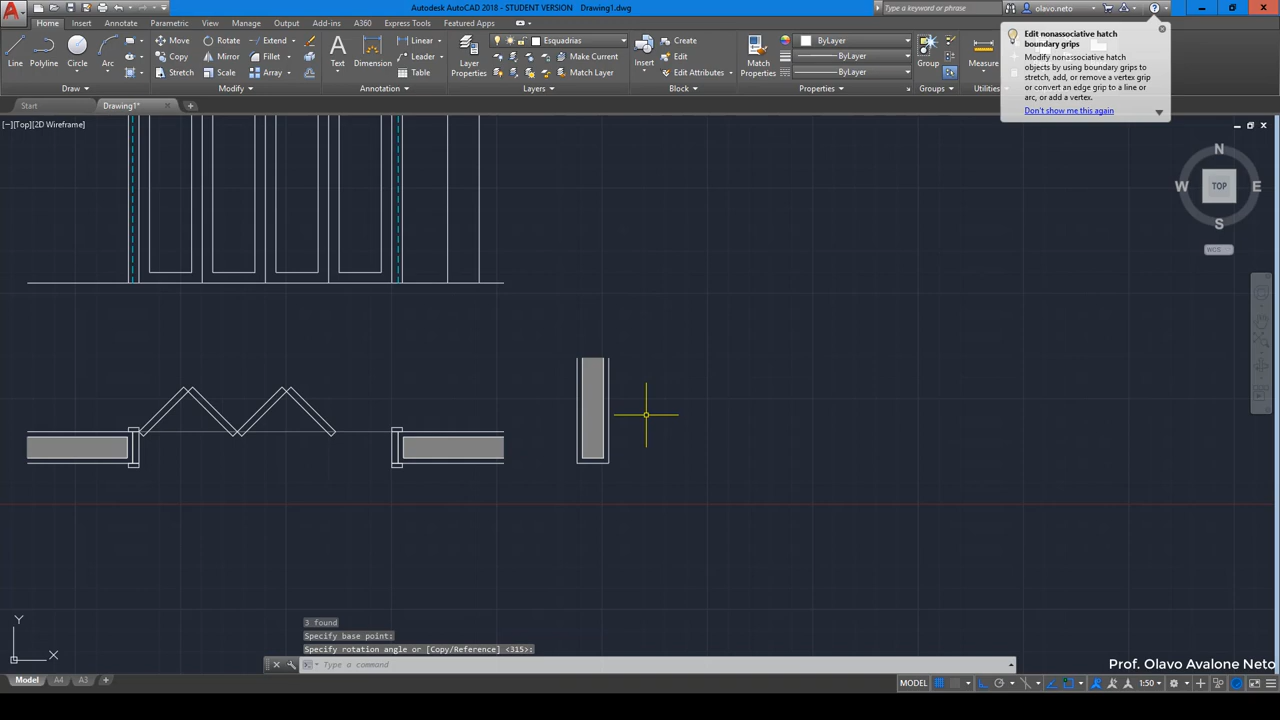 Autodesk AutoCAD 2018 - STUDENT VERSION Drawing1.dwg
Type a keyword or phrase
olavo.neto
Home Insert Annotate Parametric View Manage Output Add-ins A360 Express Tools Featured Apps
Line Polyline Circle Arc
Move Rotate Extend
Copy Mirror Fillet
Stretch Scale Array
Text Dimension
Linear
Leader
Table
Layer Properties
Esquadrias
Make Current
Match Layer
Insert
Create
Edit
Edit Attributes
Match Properties
ByLayer
ByLayer
ByLayer
Group
Measure
Draw Modify Annotation Layers Block Properties Groups Utilities
Edit nonassociative hatch
boundary grips
Modify nonassociative hatch
objects by using boundary grips to
stretch, add, or remove a vertex grip
or convert an edge grip to a line or
arc, or add a vertex.
Don't show me this again
Start Drawing1*
[−][Top][2D Wireframe]
N
W TOP E
S
WCS
Y
X
3 found
Specify base point:
Specify rotation angle or [Copy/Reference] <315>:
Type a command
Prof. Olavo Avalone Neto
Model A4 A3
MODEL 1:50